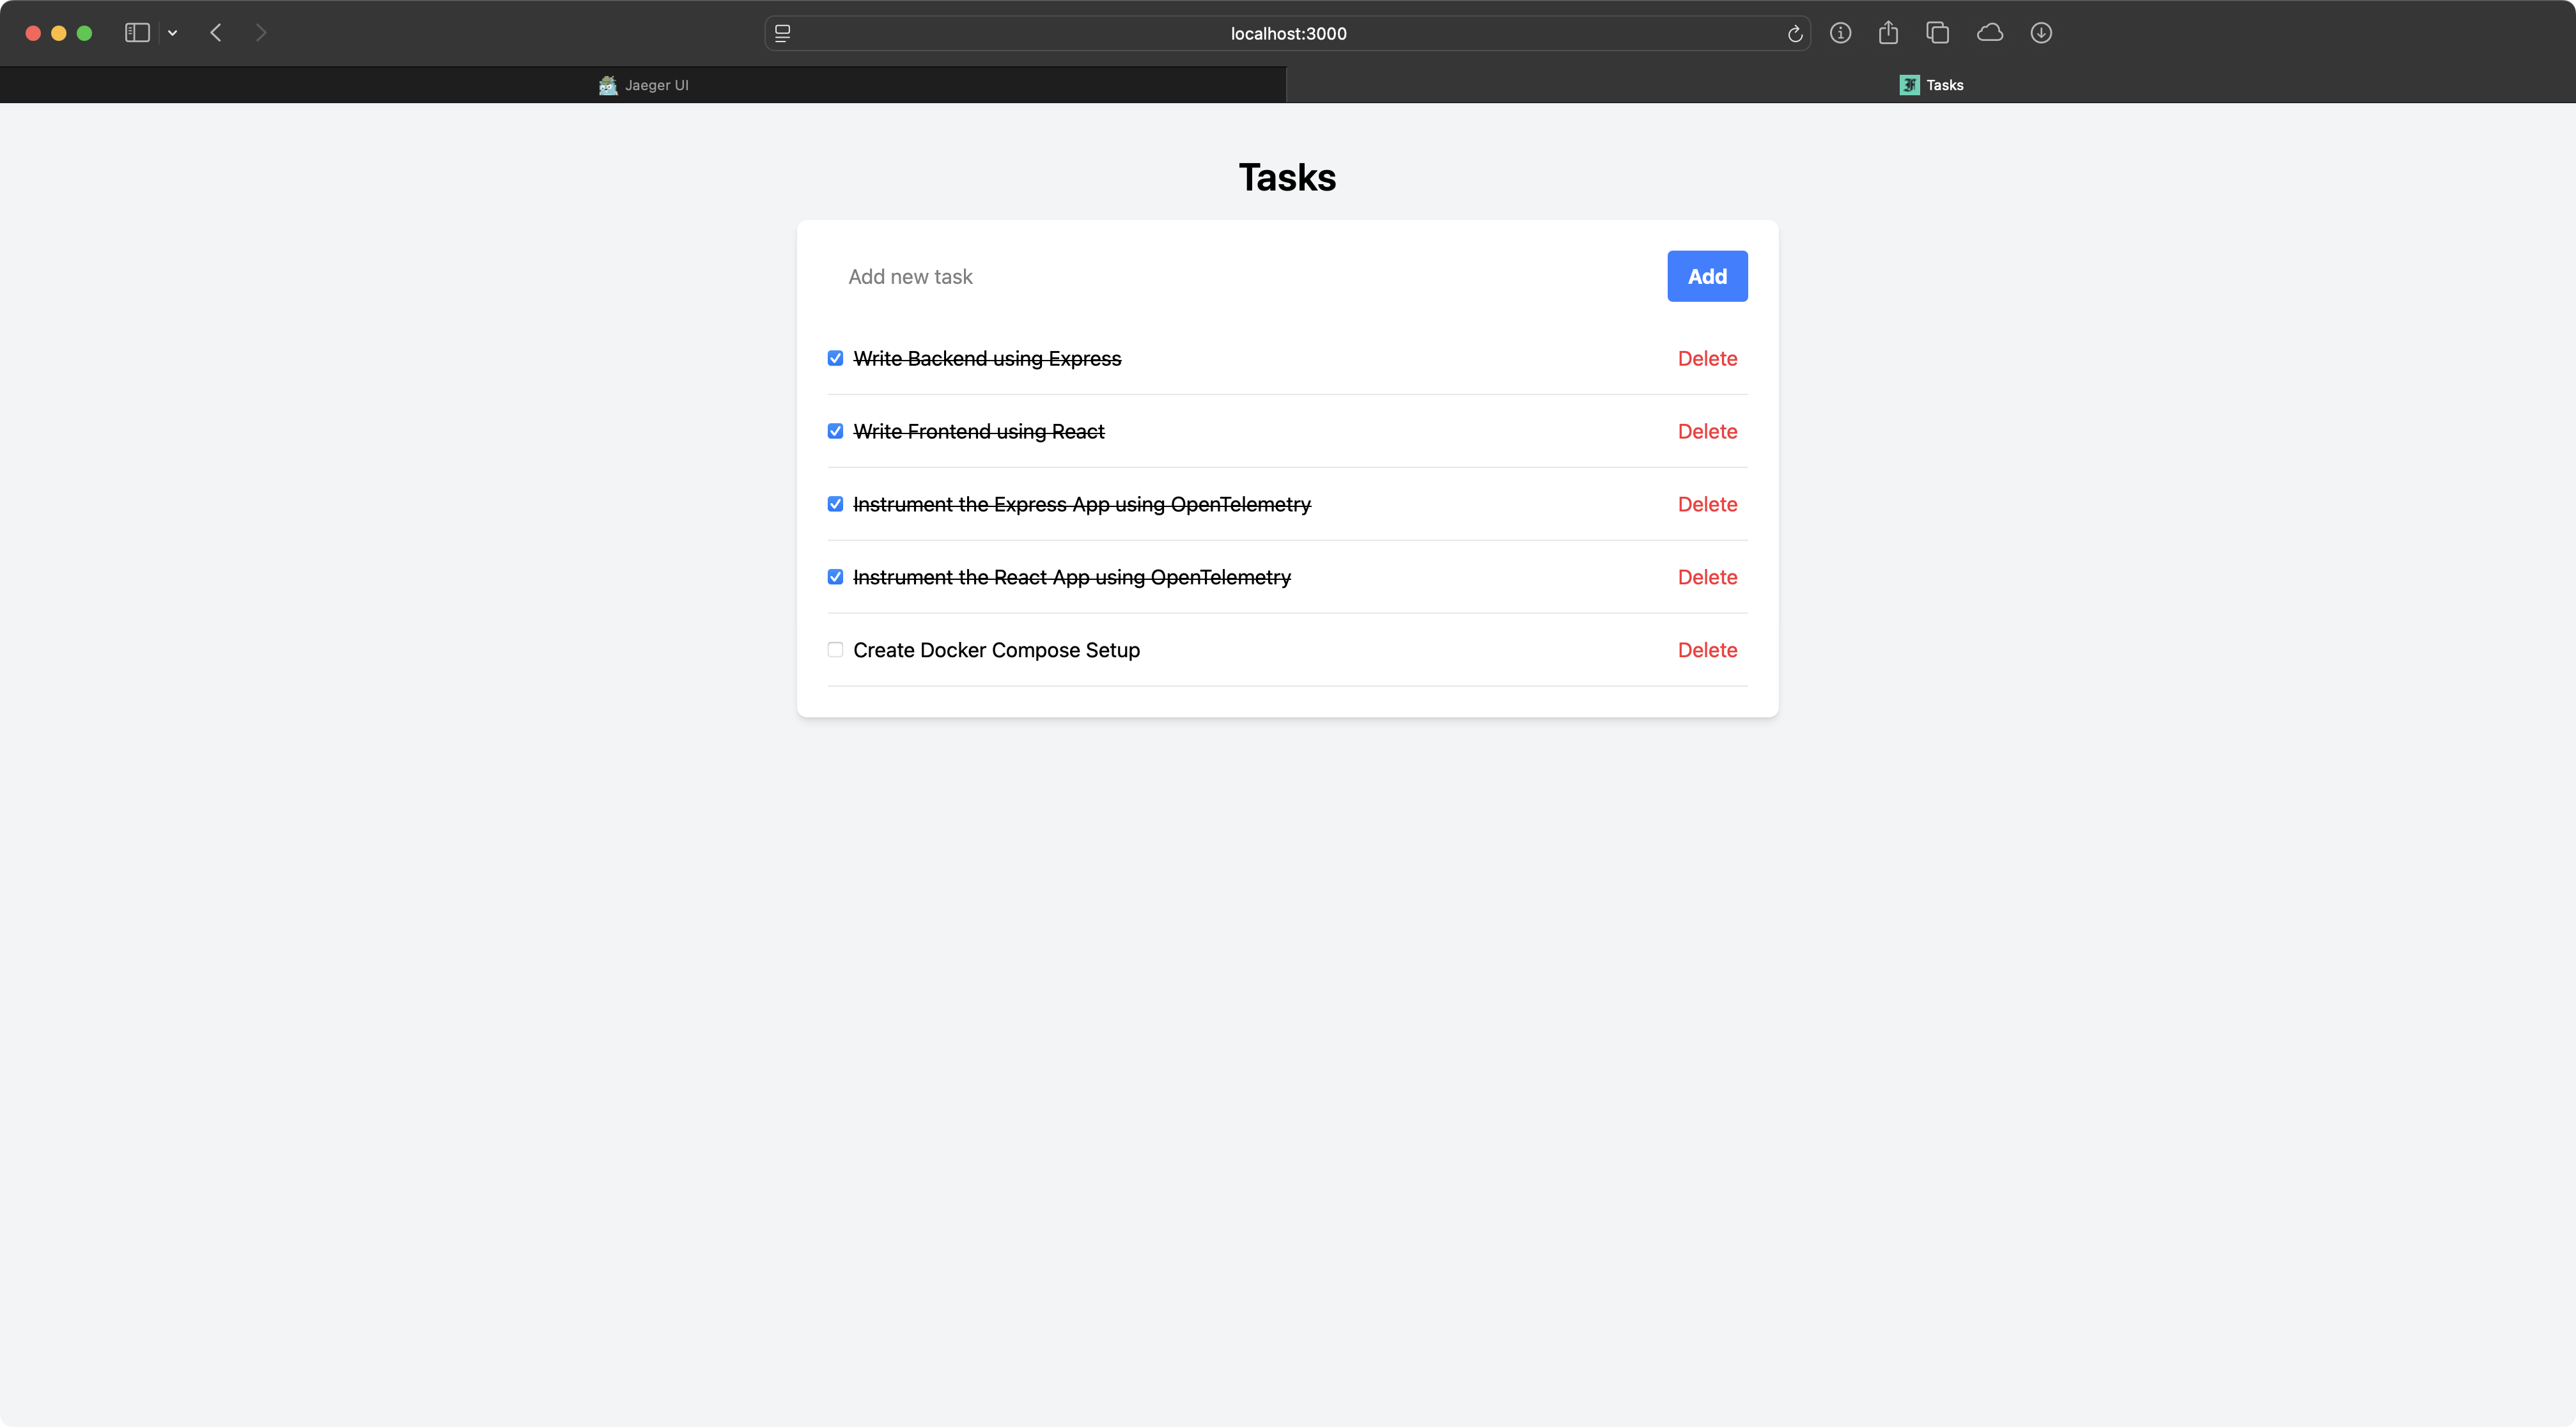 localhost:3000
Jaeger UI
Tasks
Tasks
Add new task
Add
Write Backend using Express
Delete
Write Frontend using React
Delete
Instrument the Express App using OpenTelemetry
Delete
Instrument the React App using OpenTelemetry
Delete
Create Docker Compose Setup
Delete